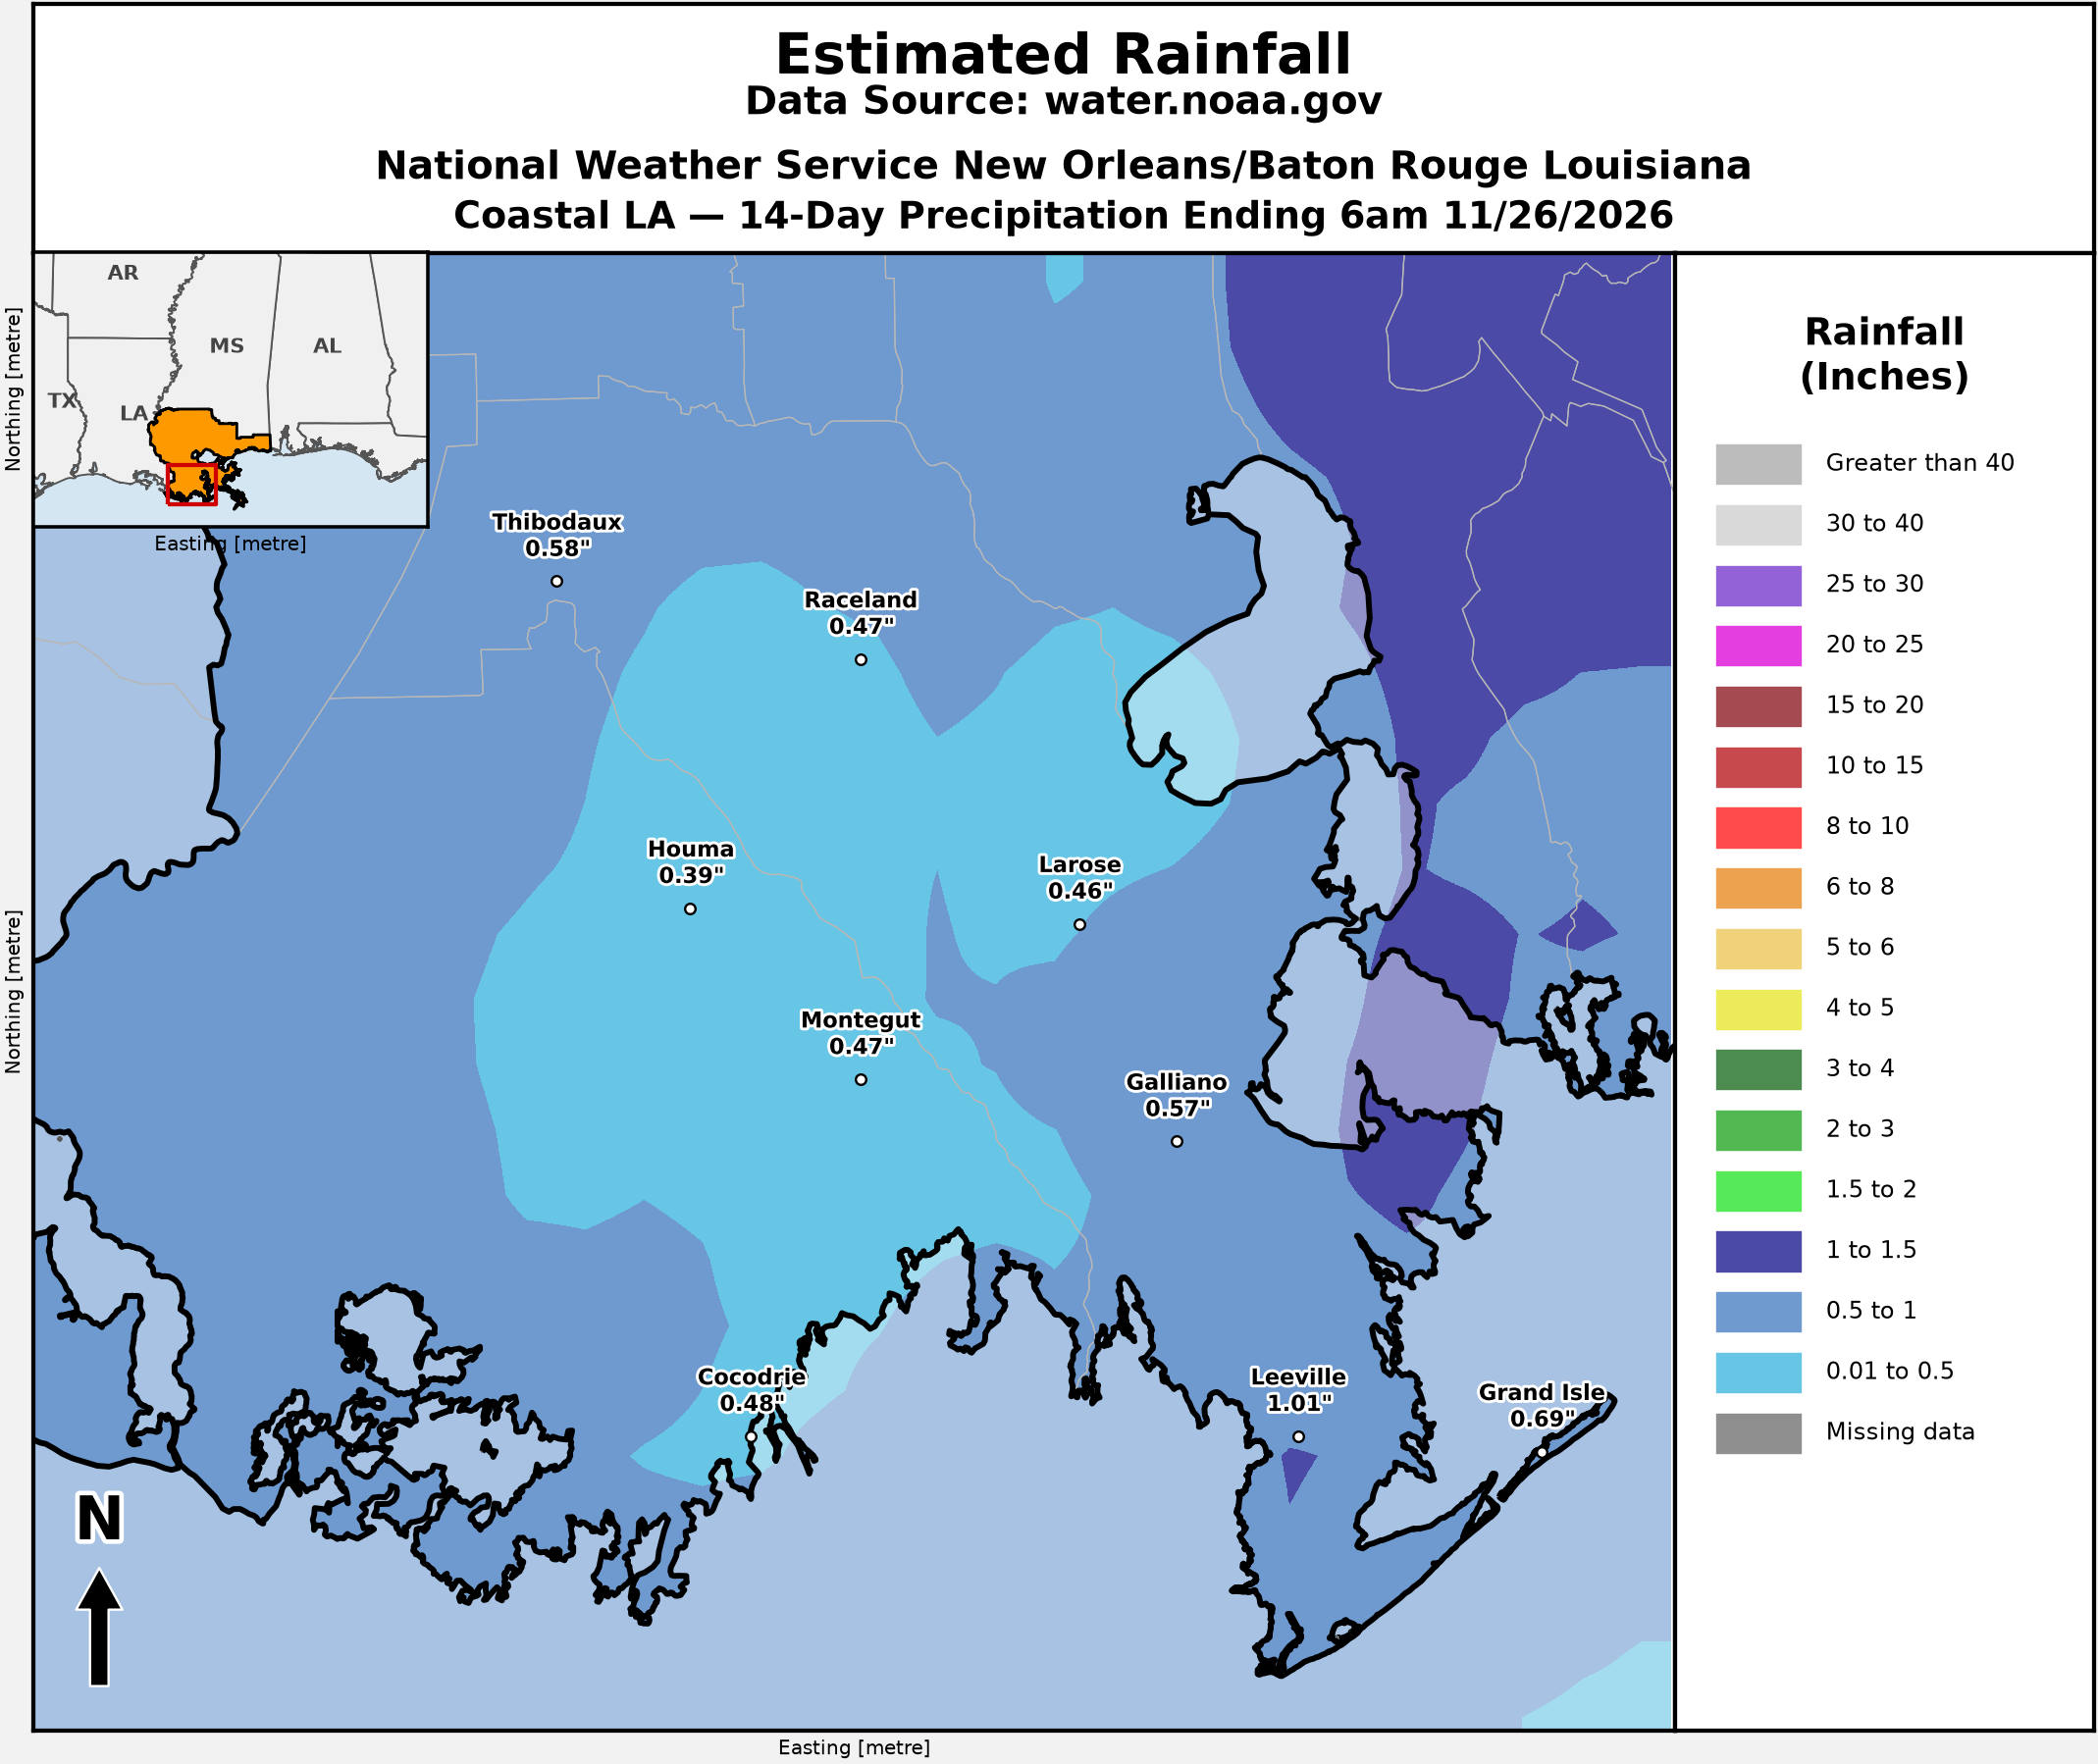 Estimated Rainfall
Data Source: water.noaa.gov
National Weather Service New Orleans/Baton Rouge Louisiana
Coastal LA — 14-Day Precipitation Ending 6am 11/26/2026
Northing [metre]
AR
MS
AL
TX
LA
Easting [metre]
Thibodaux
0.58"
Raceland
0.47"
Houma
0.39"
Larose
0.46"
Northing [metre]
Montegut
0.47"
Galliano
0.57"
Cocodrie
0.48"
Leeville
1.01"
Grand Isle
0.69"
N
Easting [metre]
Rainfall
(Inches)
Greater than 40
30 to 40
25 to 30
20 to 25
15 to 20
10 to 15
8 to 10
6 to 8
5 to 6
4 to 5
3 to 4
2 to 3
1.5 to 2
1 to 1.5
0.5 to 1
0.01 to 0.5
Missing data